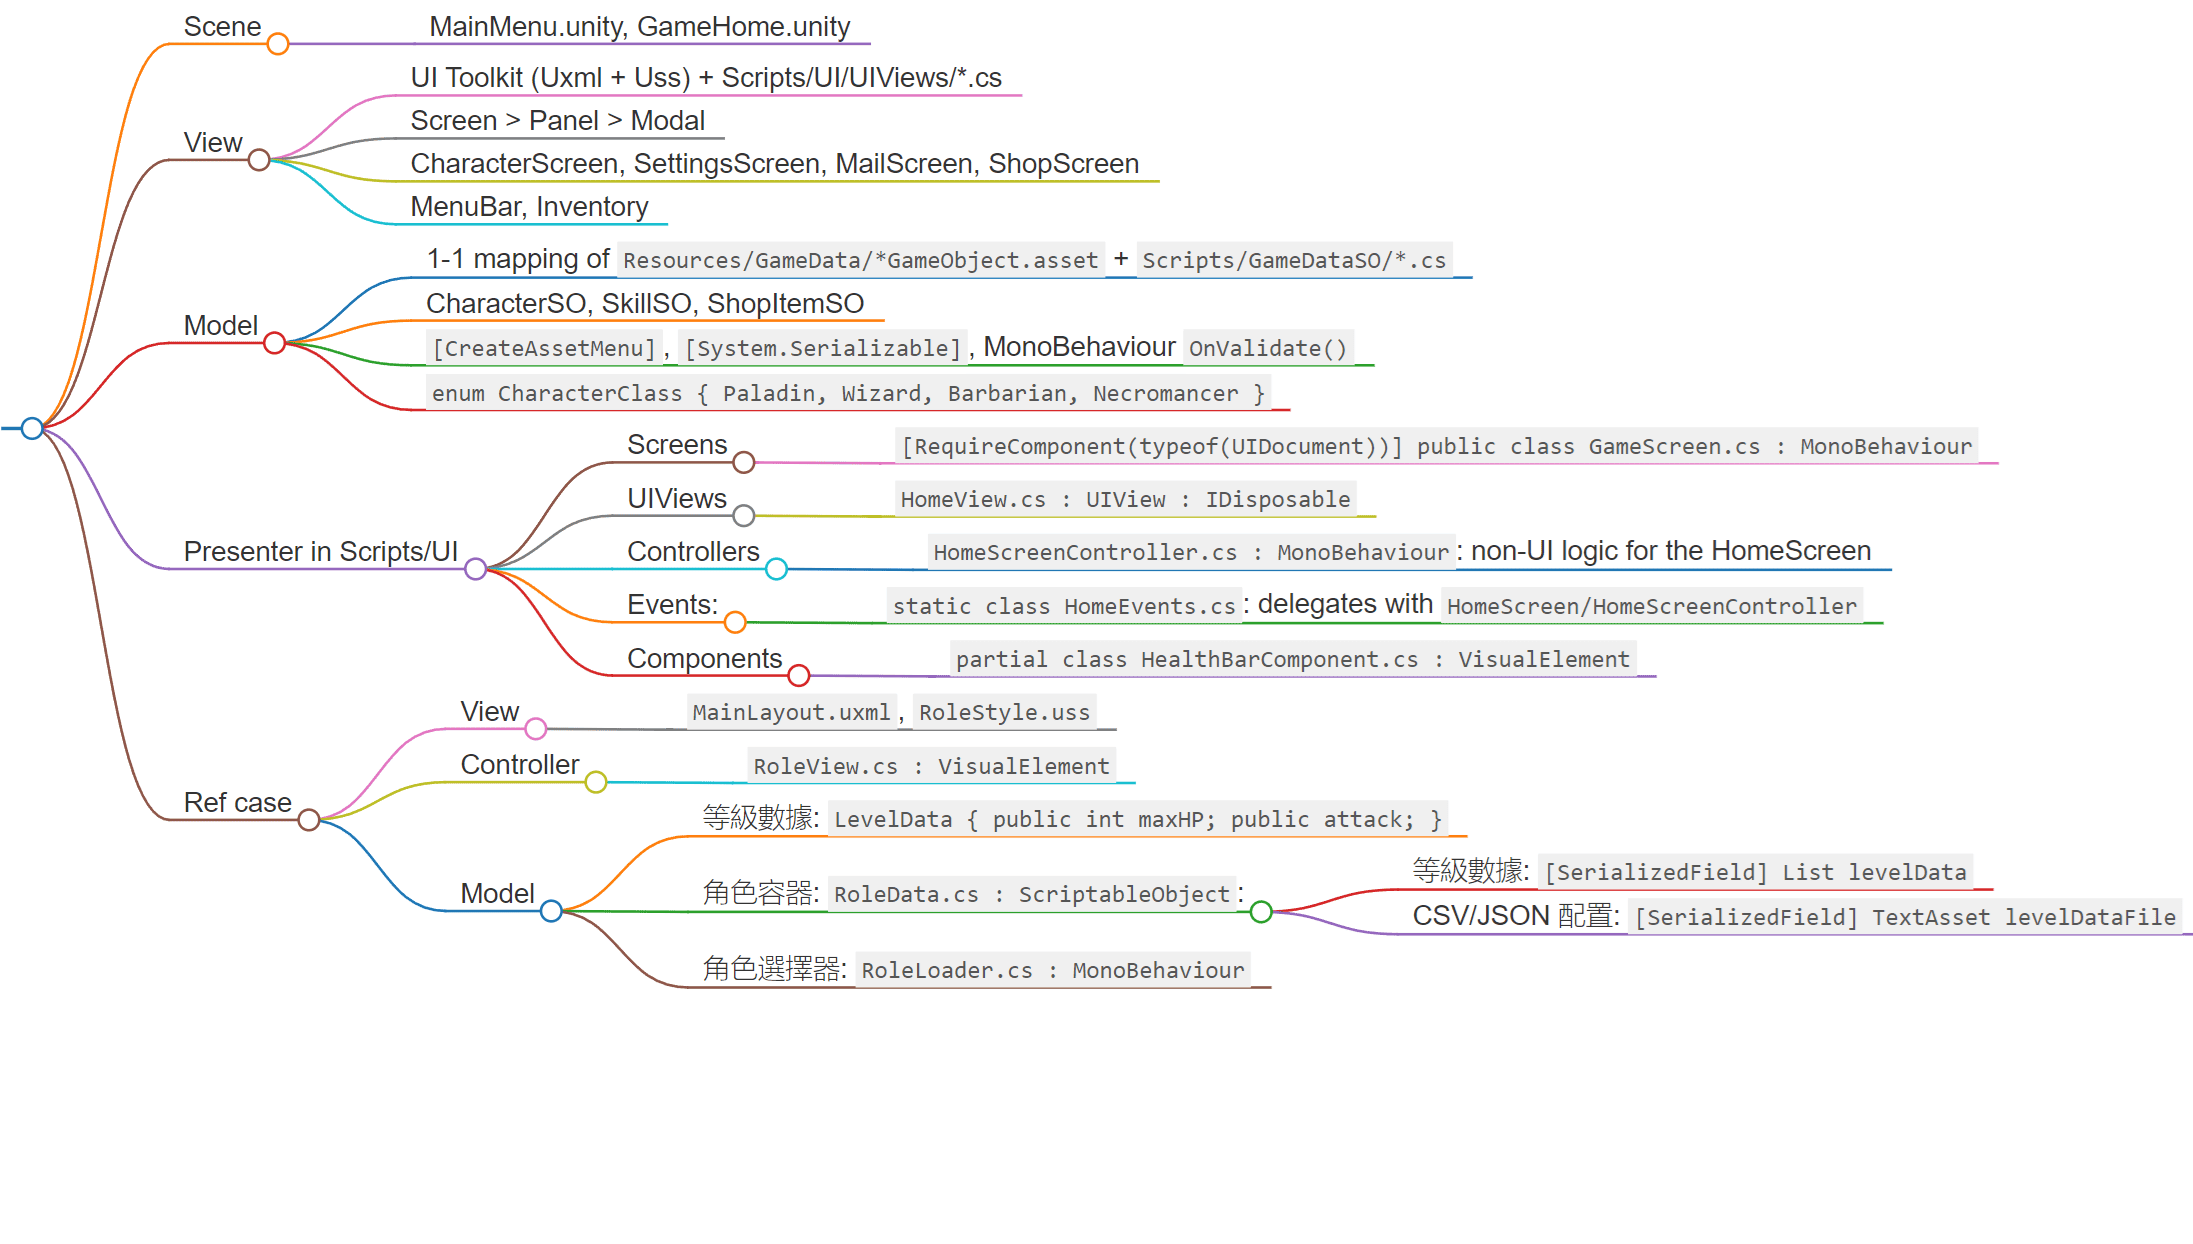 Scene
MainMenu.unity, GameHome.unity
View
UI Toolkit (Uxml + Uss) + Scripts/UI/UIViews/*.cs
Screen > Panel > Modal
CharacterScreen, SettingsScreen, MailScreen, ShopScreen
MenuBar, Inventory
Model
1-1 mapping of Resources/GameData/*GameObject.asset + Scripts/GameDataSO/*.cs
CharacterSO, SkillSO, ShopItemSO
[CreateAssetMenu], [System.Serializable], MonoBehaviour OnValidate()
enum CharacterClass { Paladin, Wizard, Barbarian, Necromancer }
Presenter in Scripts/UI
Screens
[RequireComponent(typeof(UIDocument))] public class GameScreen.cs : MonoBehaviour
UIViews
HomeView.cs : UIView : IDisposable
Controllers
HomeScreenController.cs : MonoBehaviour: non-UI logic for the HomeScreen
Events:
static class HomeEvents.cs: delegates with HomeScreen/HomeScreenController
Components
partial class HealthBarComponent.cs : VisualElement
Ref case
View
MainLayout.uxml, RoleStyle.uss
Controller
RoleView.cs : VisualElement
Model
等級數據: LevelData { public int maxHP; public attack; }
角色容器: RoleData.cs : ScriptableObject:
等級數據: [SerializedField] List levelData
CSV/JSON 配置: [SerializedField] TextAsset levelDataFile
角色選擇器: RoleLoader.cs : MonoBehaviour